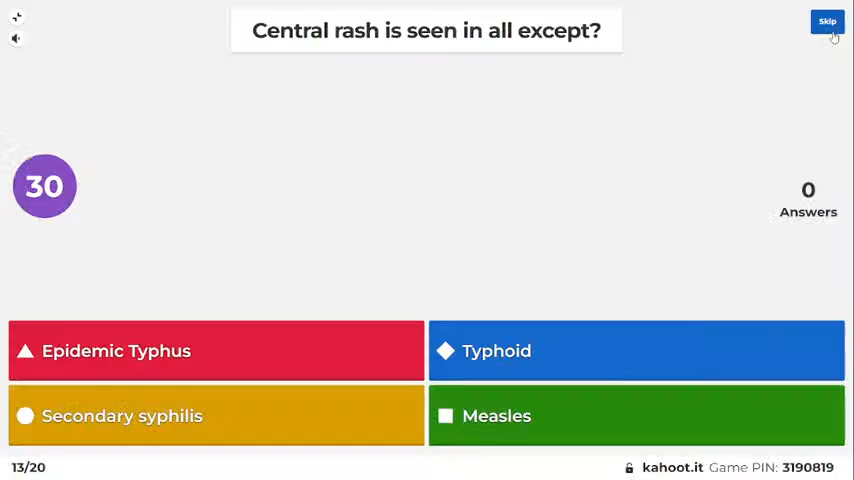 Central rash is seen in all except?
Skip
30
0
Answers
Epidemic Typhus
Typhoid
Secondary syphilis
Measles
13/20
kahoot.it Game PIN: 3190819